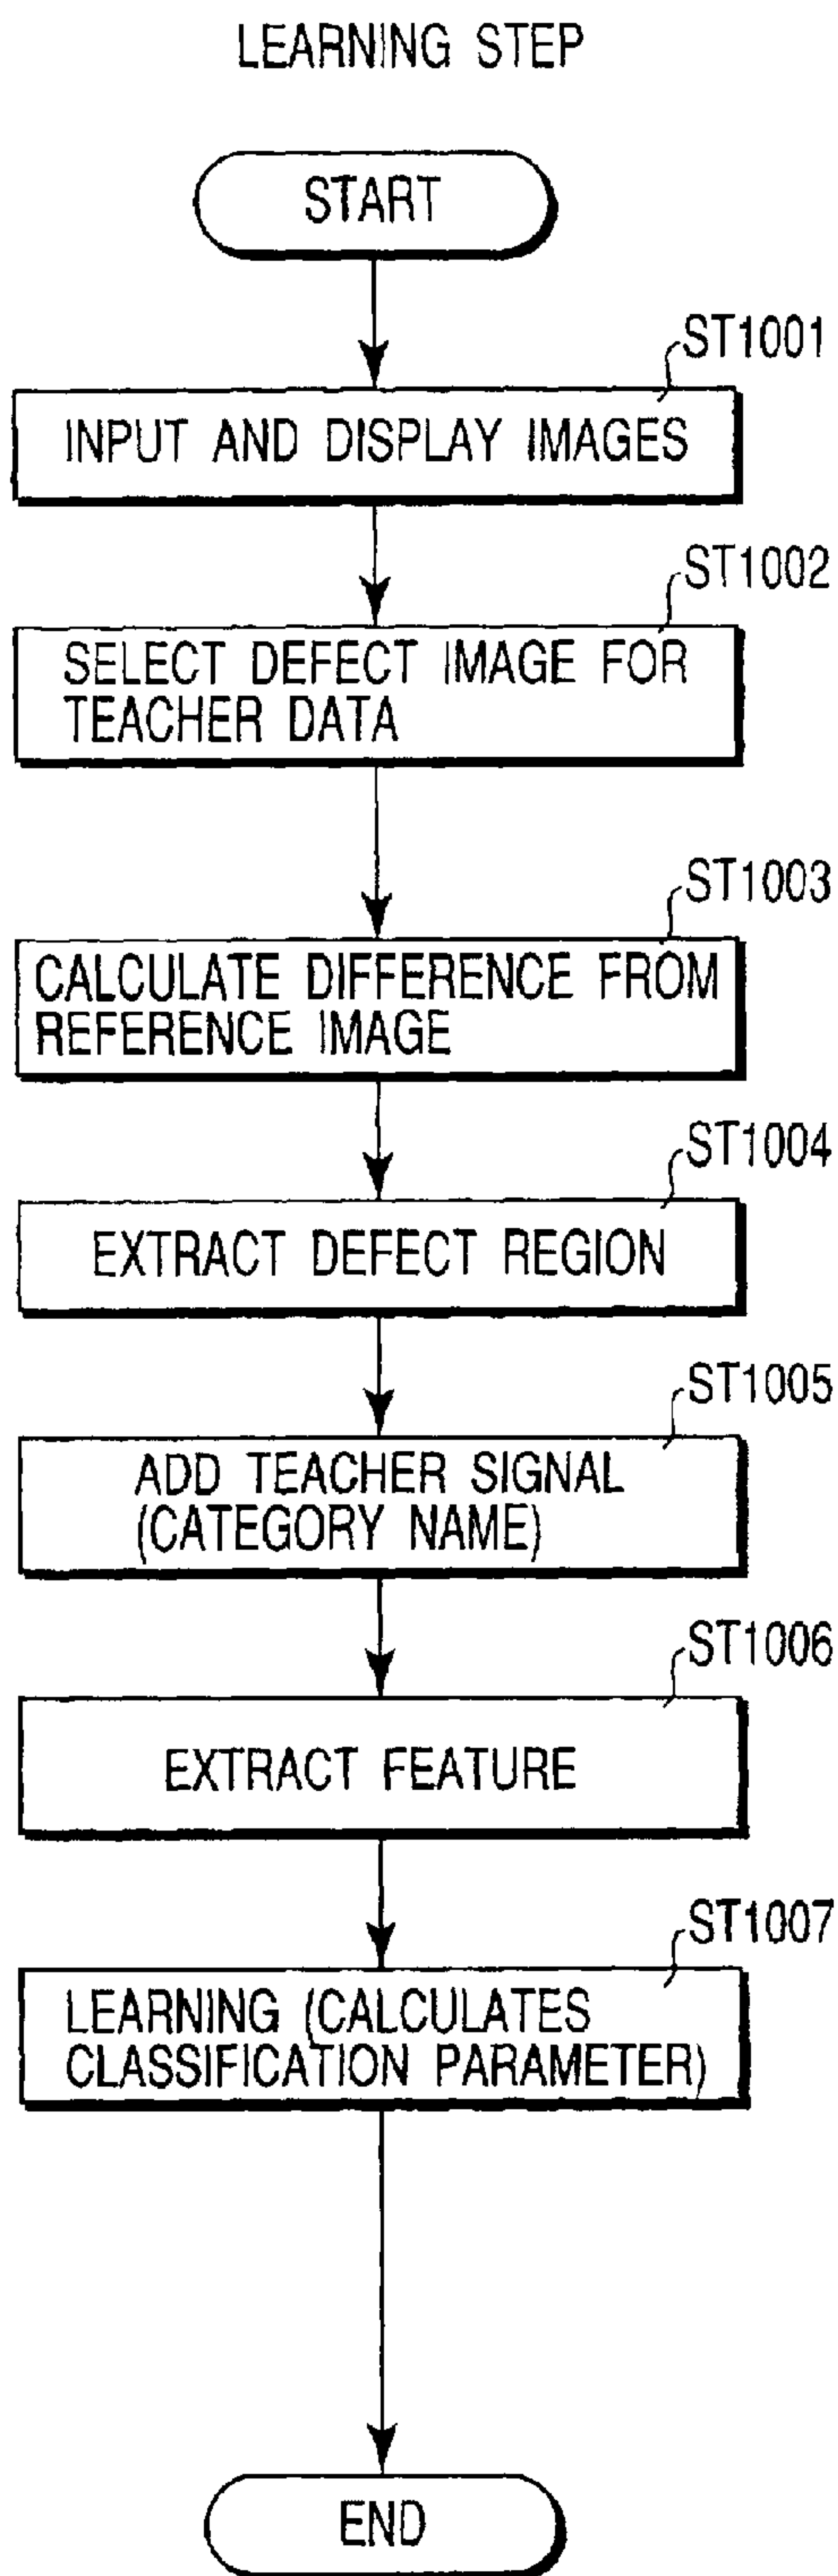 LEARNING STEP
START
ST1001
INPUT AND DISPLAY IMAGES
ST1002
SELECT DEFECT IMAGE FOR
TEACHER DATA
ST1003
CALCULATE DIFFERENCE FROM
REFERENCE IMAGE
ST1004
EXTRACT DEFECT REGION
ST1005
ADD TEACHER SIGNAL
(CATEGORY NAME)
ST1006
EXTRACT FEATURE
ST1007
LEARNING (CALCULATES
CLASSIFICATION PARAMETER)
END